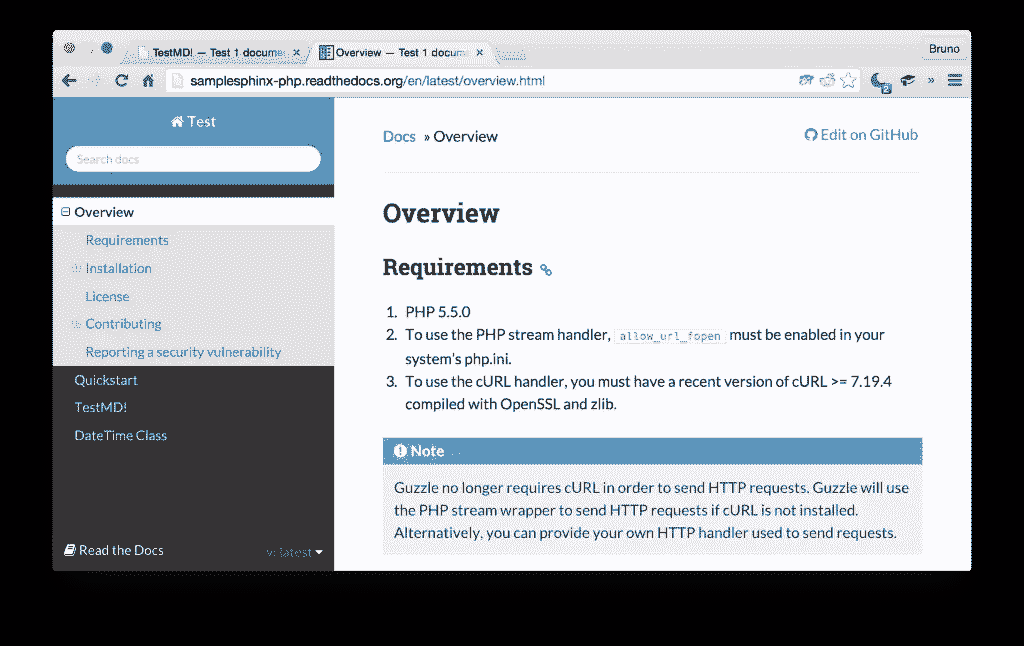 TestMD! — Test 1 docume
Overview — Test 1 docum
Bruno
samplesphinx-php.readthedocs.org/en/latest/overview.html
2
Test
Search docs
Overview
Requirements
Installation
License
Contributing
Reporting a security vulnerability
Quickstart
TestMD!
DateTime Class
Read the Docs
v: latest
Docs » Overview
Edit on GitHub
Overview
Requirements
1. PHP 5.5.0
2. To use the PHP stream handler, allow_url_fopen must be enabled in your
system's php.ini.
3. To use the cURL handler, you must have a recent version of cURL >= 7.19.4
compiled with OpenSSL and zlib.
Note
Guzzle no longer requires cURL in order to send HTTP requests. Guzzle will use
the PHP stream wrapper to send HTTP requests if cURL is not installed.
Alternatively, you can provide your own HTTP handler used to send requests.